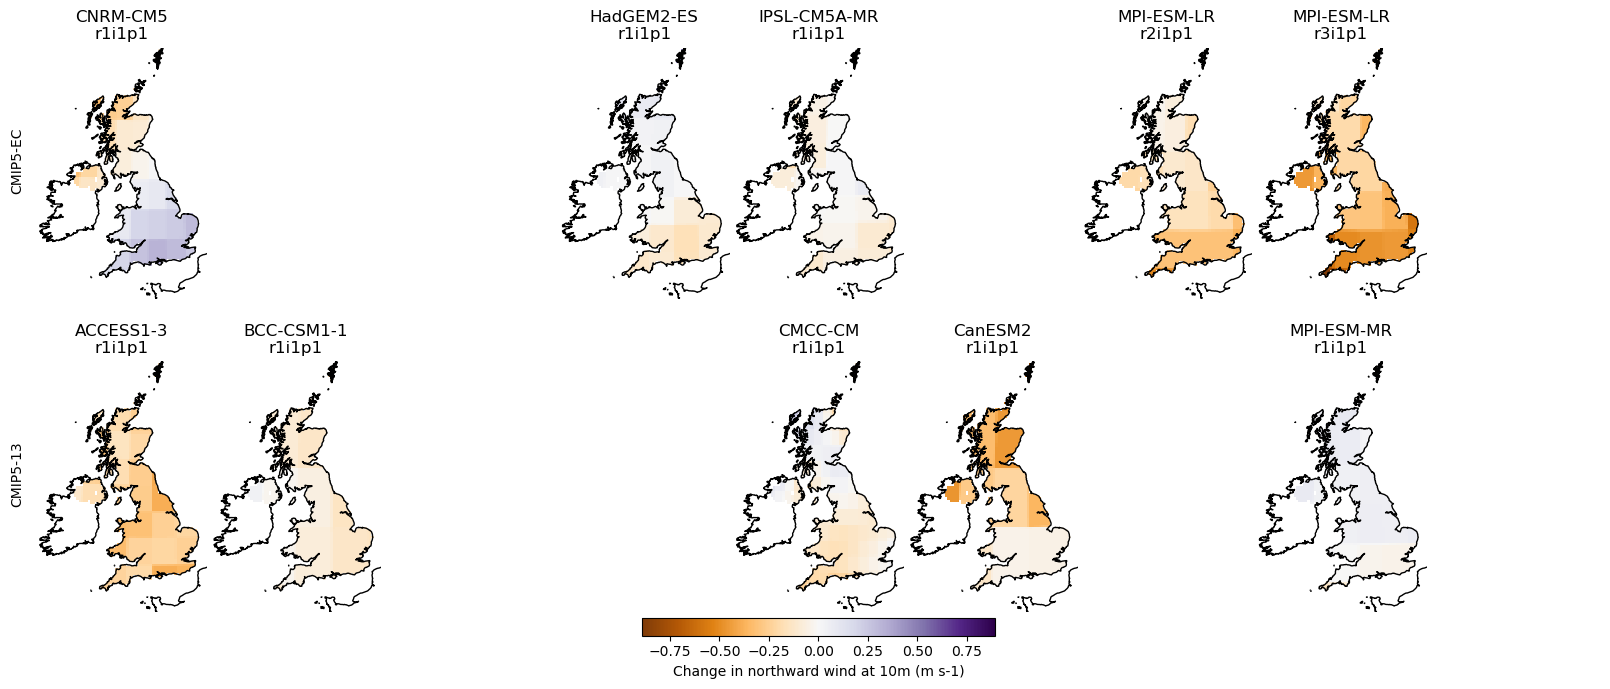 CNRM-CM5
r1i1p1
HadGEM2-ES
r1i1p1
IPSL-CM5A-MR
r1i1p1
MPI-ESM-LR
r2i1p1
MPI-ESM-LR
r3i1p1
CMIP5-EC
ACCESS1-3
r1i1p1
BCC-CSM1-1
r1i1p1
CMCC-CM
r1i1p1
CanESM2
r1i1p1
MPI-ESM-MR
r1i1p1
CMIP5-13
−0.75 −0.50 −0.25 0.00 0.25 0.50 0.75
Change in northward wind at 10m (m s-1)